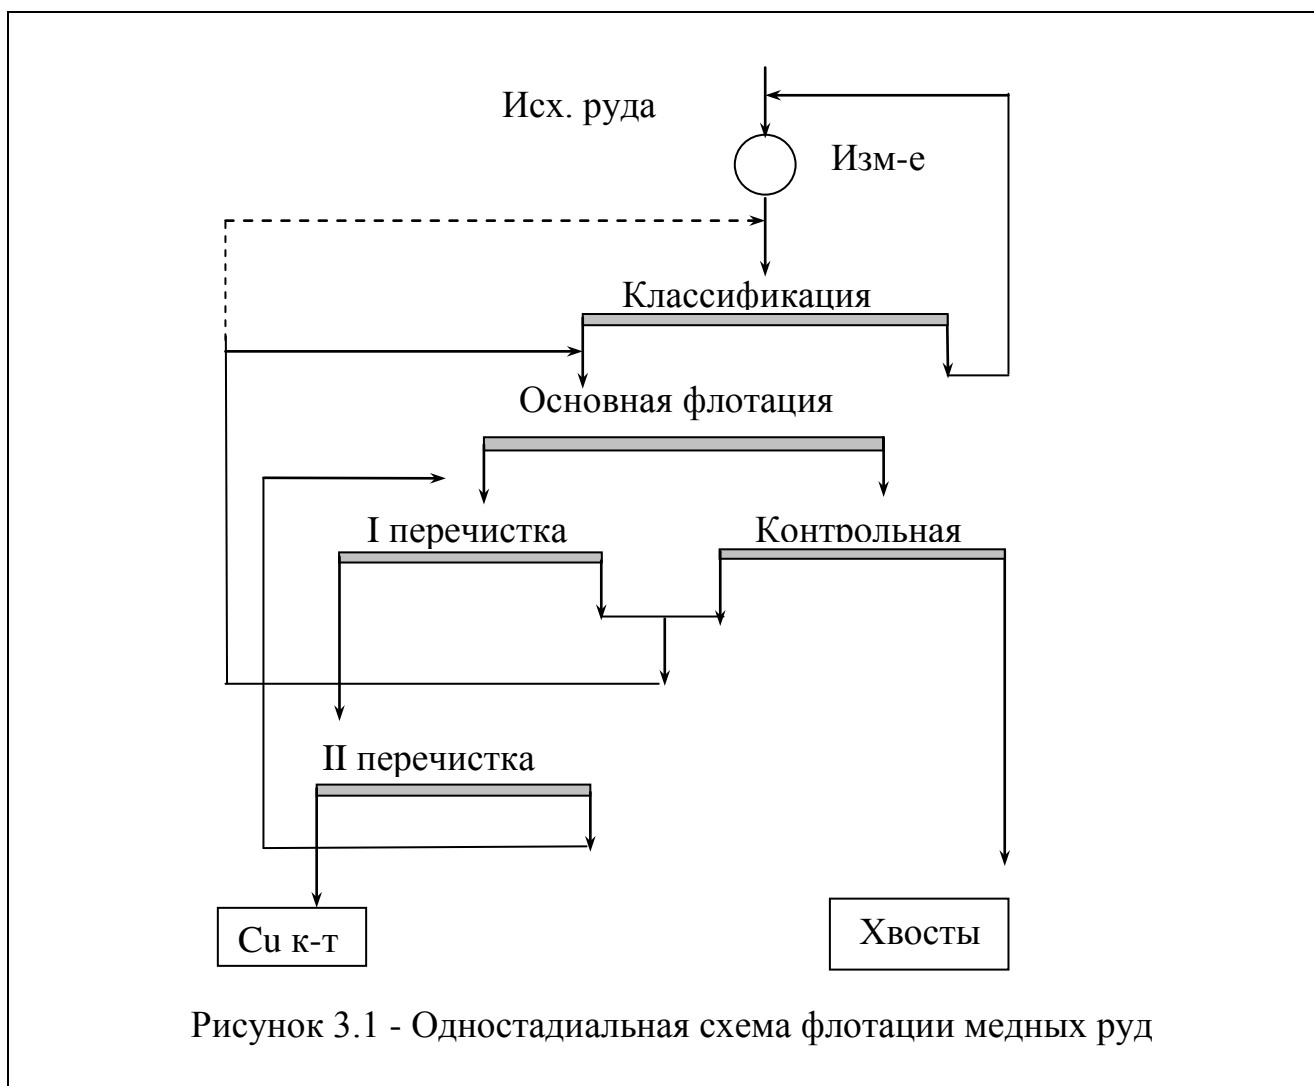 Исх. руда
Изм-е
Классификация
Основная флотация
I перечистка
Контрольная
II перечистка
Cu к-т
Хвосты
Рисунок 3.1 - Одностадиальная схема флотации медных руд